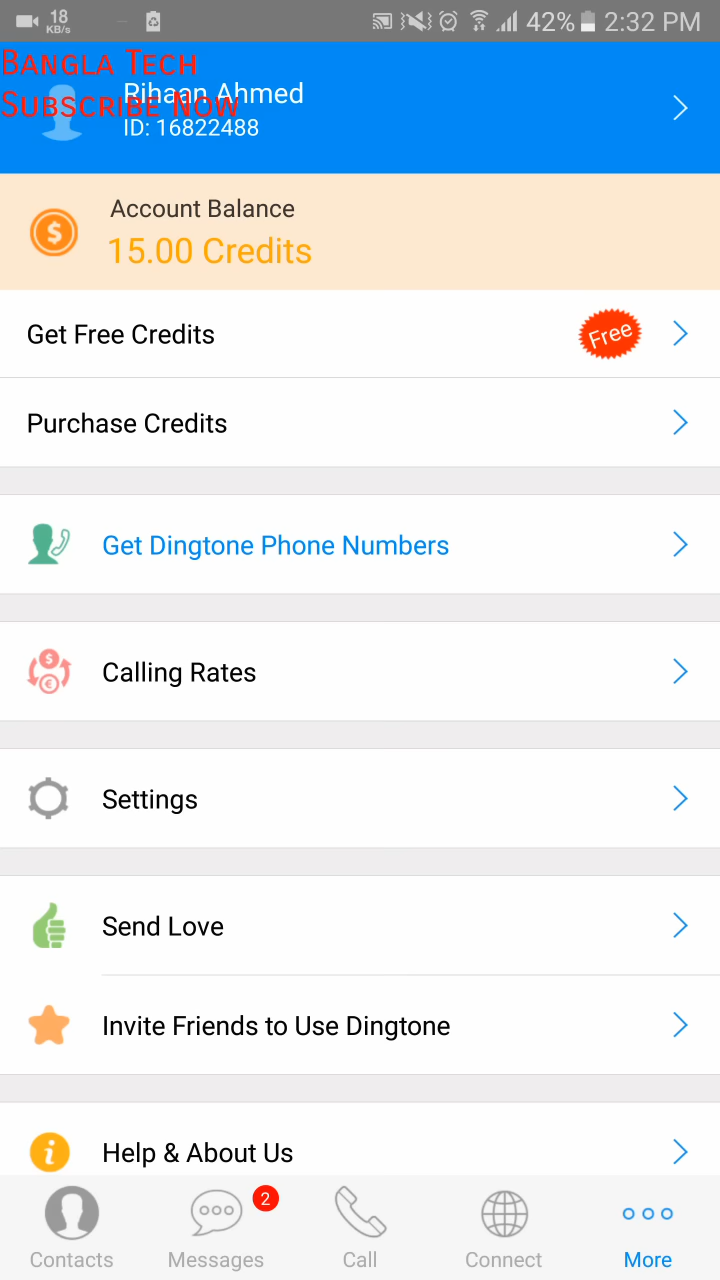 18
KB/s
42%
2:32 PM
Bangla Tech
Subscribe Now
Rihaan Ahmed
ID: 16822488
Account Balance
15.00 Credits
Get Free Credits
Free
Purchase Credits
Get Dingtone Phone Numbers
Calling Rates
Settings
Send Love
Invite Friends to Use Dingtone
Help & About Us
2
Contacts
Messages
Call
Connect
More